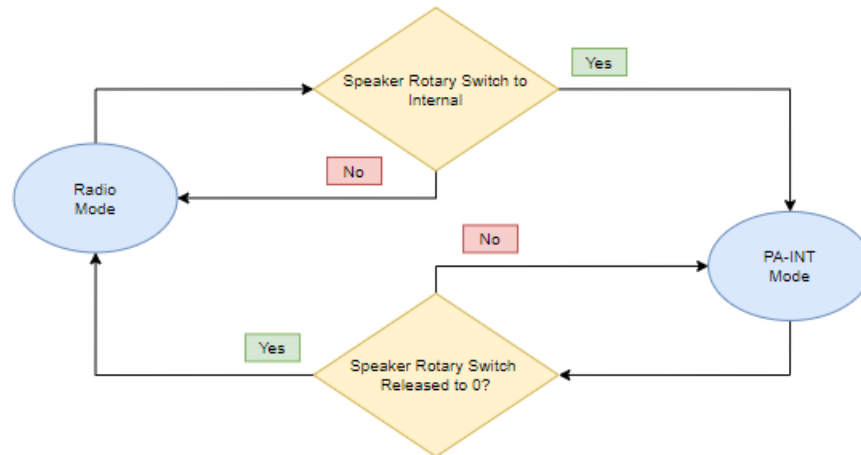 Speaker Rotary Switch to
Internal
Yes
No
Radio
Mode
No
PA-INT
Mode
Yes
Speaker Rotary Switch
Released to 0?